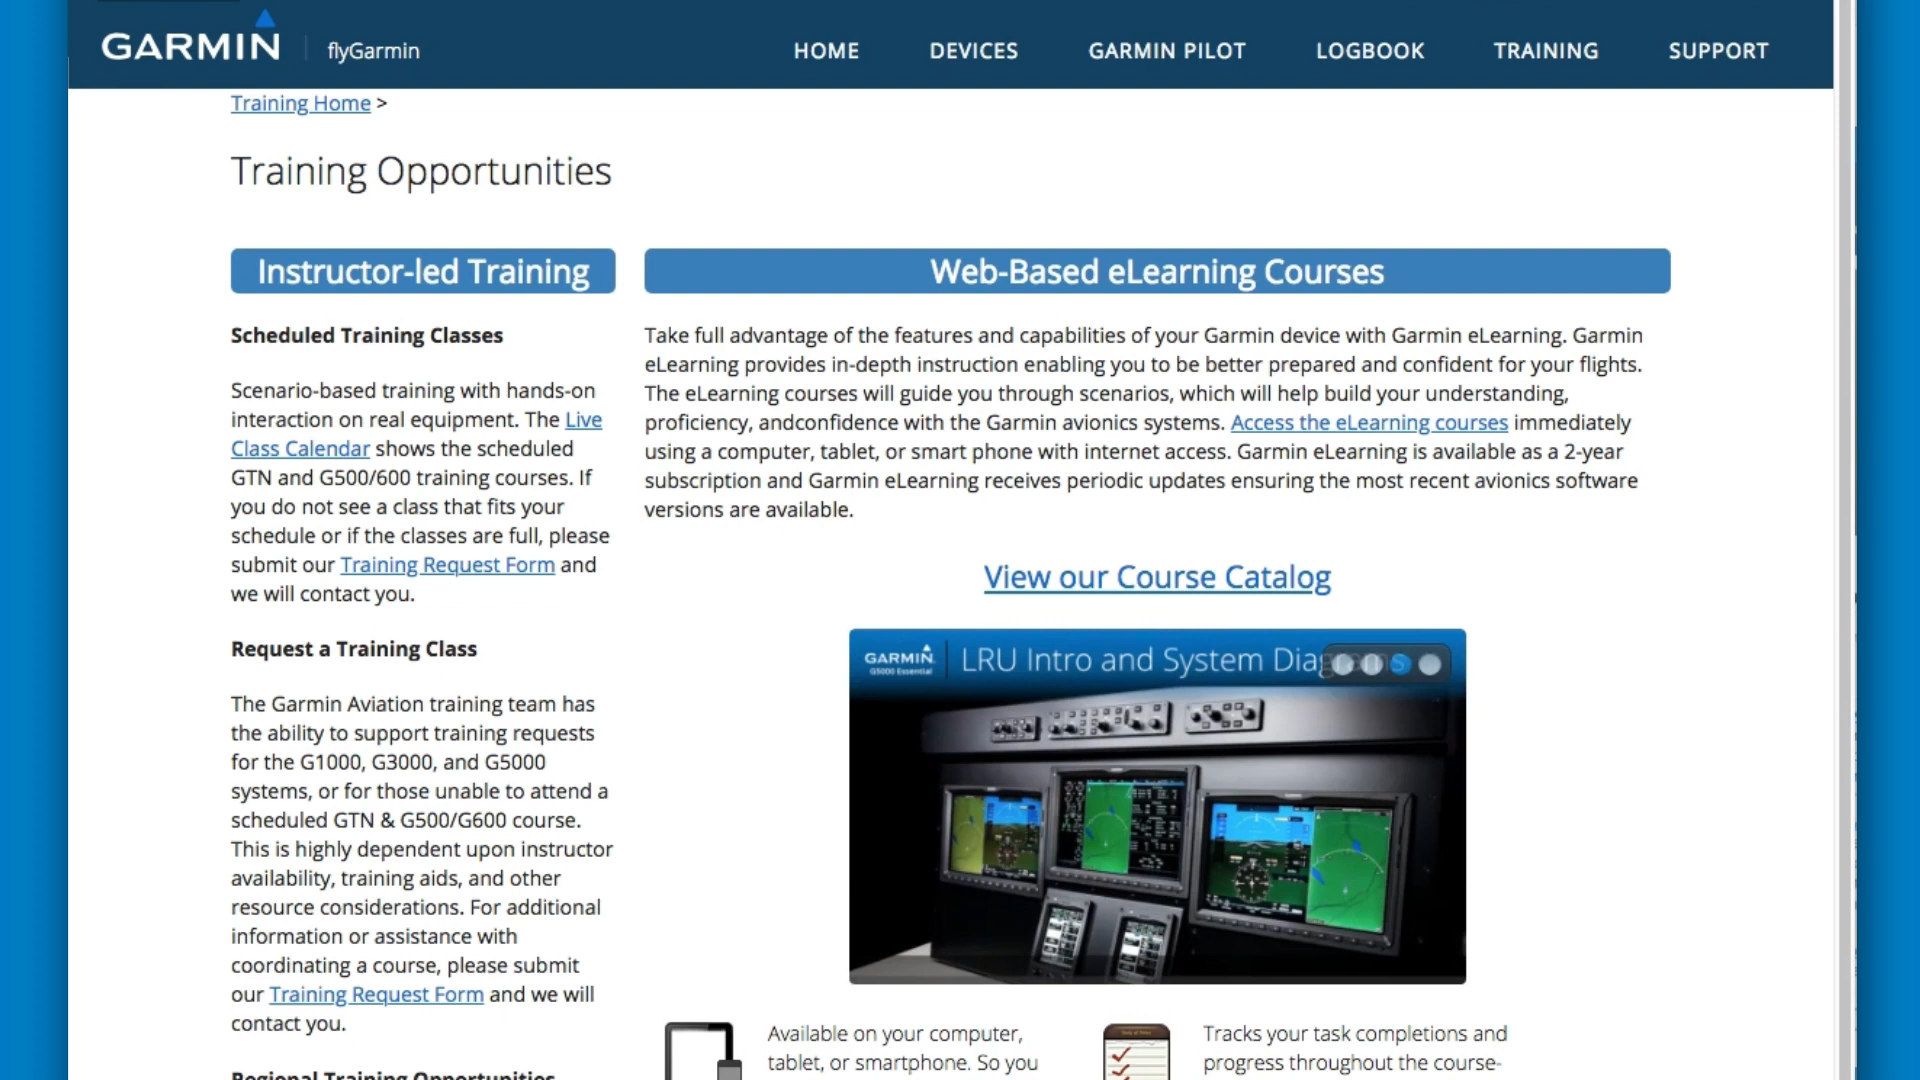 GARMIN flyGarmin HOME DEVICES GARMIN PILOT LOGBOOK TRAINING SUPPORT
Training Home >
Training Opportunities
Instructor-led Training
Scheduled Training Classes
Scenario-based training with hands-on
interaction on real equipment. The Live
Class Calendar shows the scheduled
GTN and G500/600 training courses. If
you do not see a class that fits your
schedule or if the classes are full, please
submit our Training Request Form and
we will contact you.
Request a Training Class
The Garmin Aviation training team has
the ability to support training requests
for the G1000, G3000, and G5000
systems, or for those unable to attend a
scheduled GTN & G500/G600 course.
This is highly dependent upon instructor
availability, training aids, and other
resource considerations. For additional
information or assistance with
coordinating a course, please submit
our Training Request Form and we will
contact you.
Regional Training Opportunities
Web-Based eLearning Courses
Take full advantage of the features and capabilities of your Garmin device with Garmin eLearning. Garmin
eLearning provides in-depth instruction enabling you to be better prepared and confident for your flights.
The eLearning courses will guide you through scenarios, which will help build your understanding,
proficiency, andconfidence with the Garmin avionics systems. Access the eLearning courses immediately
using a computer, tablet, or smart phone with internet access. Garmin eLearning is available as a 2-year
subscription and Garmin eLearning receives periodic updates ensuring the most recent avionics software
versions are available.
View our Course Catalog
GARMIN
G5000 Essential
LRU Intro and System Diagrams
Available on your computer,
tablet, or smartphone. So you
Tracks your task completions and
progress throughout the course-